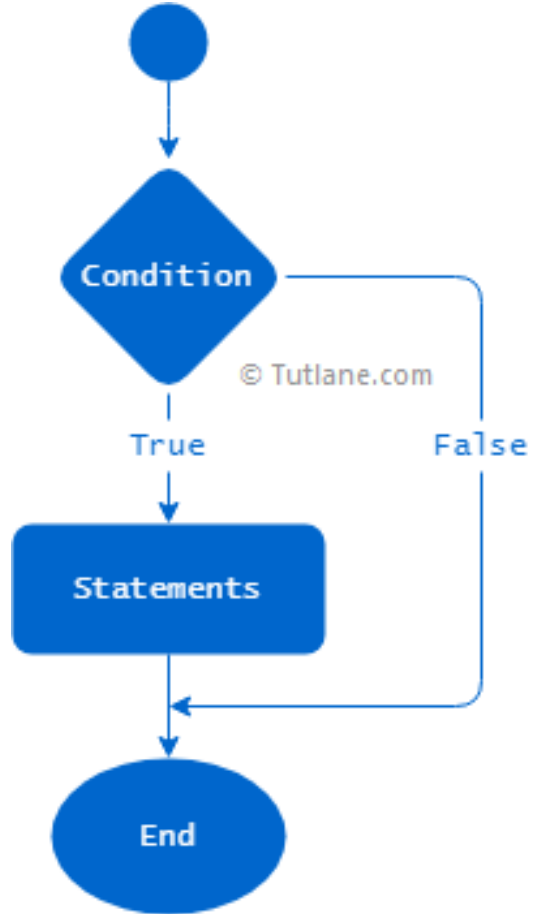 Condition
© Tutlane.com
True
False
Statements
End